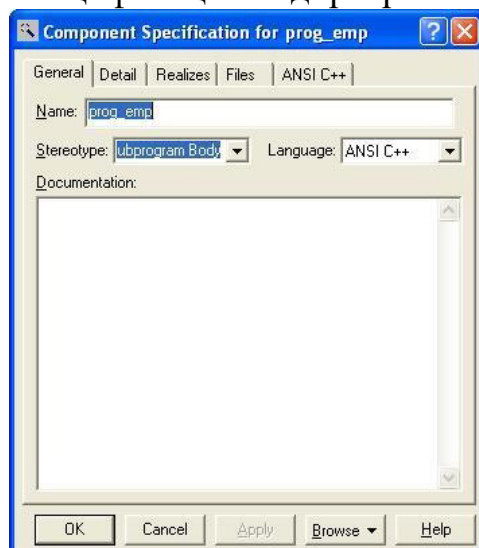 Component Specification for prog_emp
General Detail Realizes Files ANSI C++
Name: prog_emp
Stereotype: ubprogram Body Language: ANSI C++
Documentation:
OK Cancel Apply Browse Help